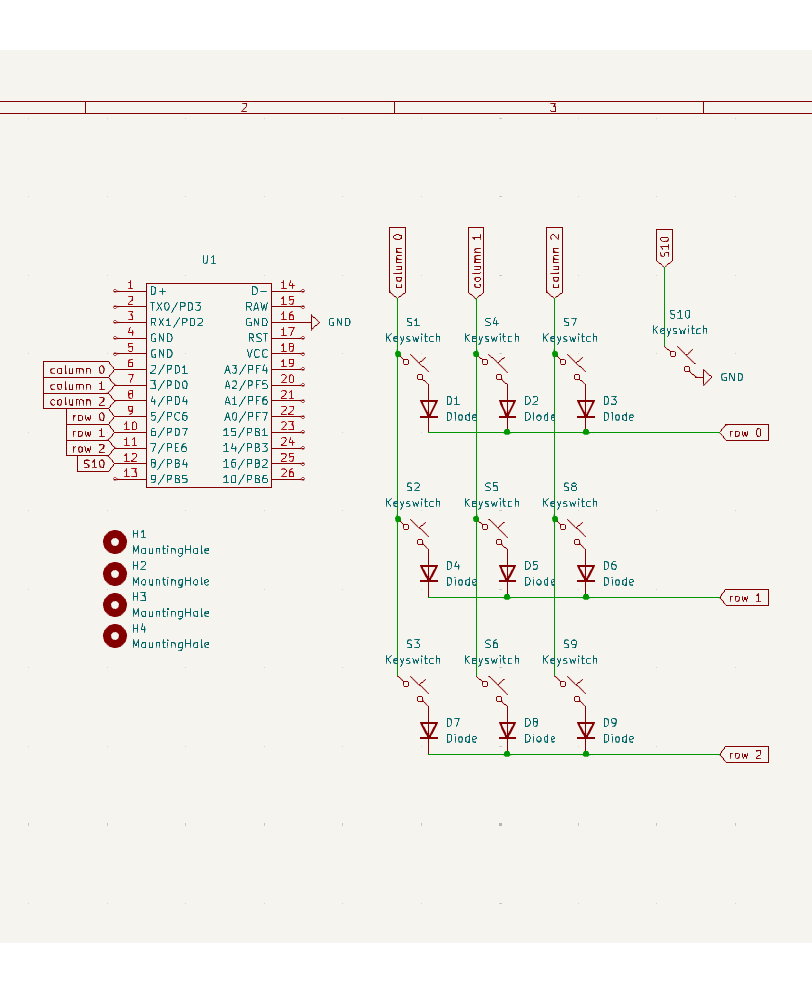 2 3
U1
1 D+ D- 14
2 TX0/PD3 RAW 15
3 RX1/PD2 GND 16 GND
4 GND RST 17
5 GND VCC 18
column 0 6 2/PD1 A3/PF4 19
column 1 7 3/PD0 A2/PF5 20
column 2 8 4/PD4 A1/PF6 21
row 0 9 5/PC6 A0/PF7 22
row 1 10 6/PD7 15/PB1 23
row 2 11 7/PE6 14/PB3 24
S10 12 8/PB4 16/PB2 25
13 9/PB5 10/PB6 26
H1
MountingHole
H2
MountingHole
H3
MountingHole
H4
MountingHole
column 0 column 1 column 2 S10
S1 S4 S7 S10
Keyswitch Keyswitch Keyswitch Keyswitch
GND
D1 D2 D3
Diode Diode Diode
row 0
S2 S5 S8
Keyswitch Keyswitch Keyswitch
D4 D5 D6
Diode Diode Diode
row 1
S3 S6 S9
Keyswitch Keyswitch Keyswitch
D7 D8 D9
Diode Diode Diode
row 2